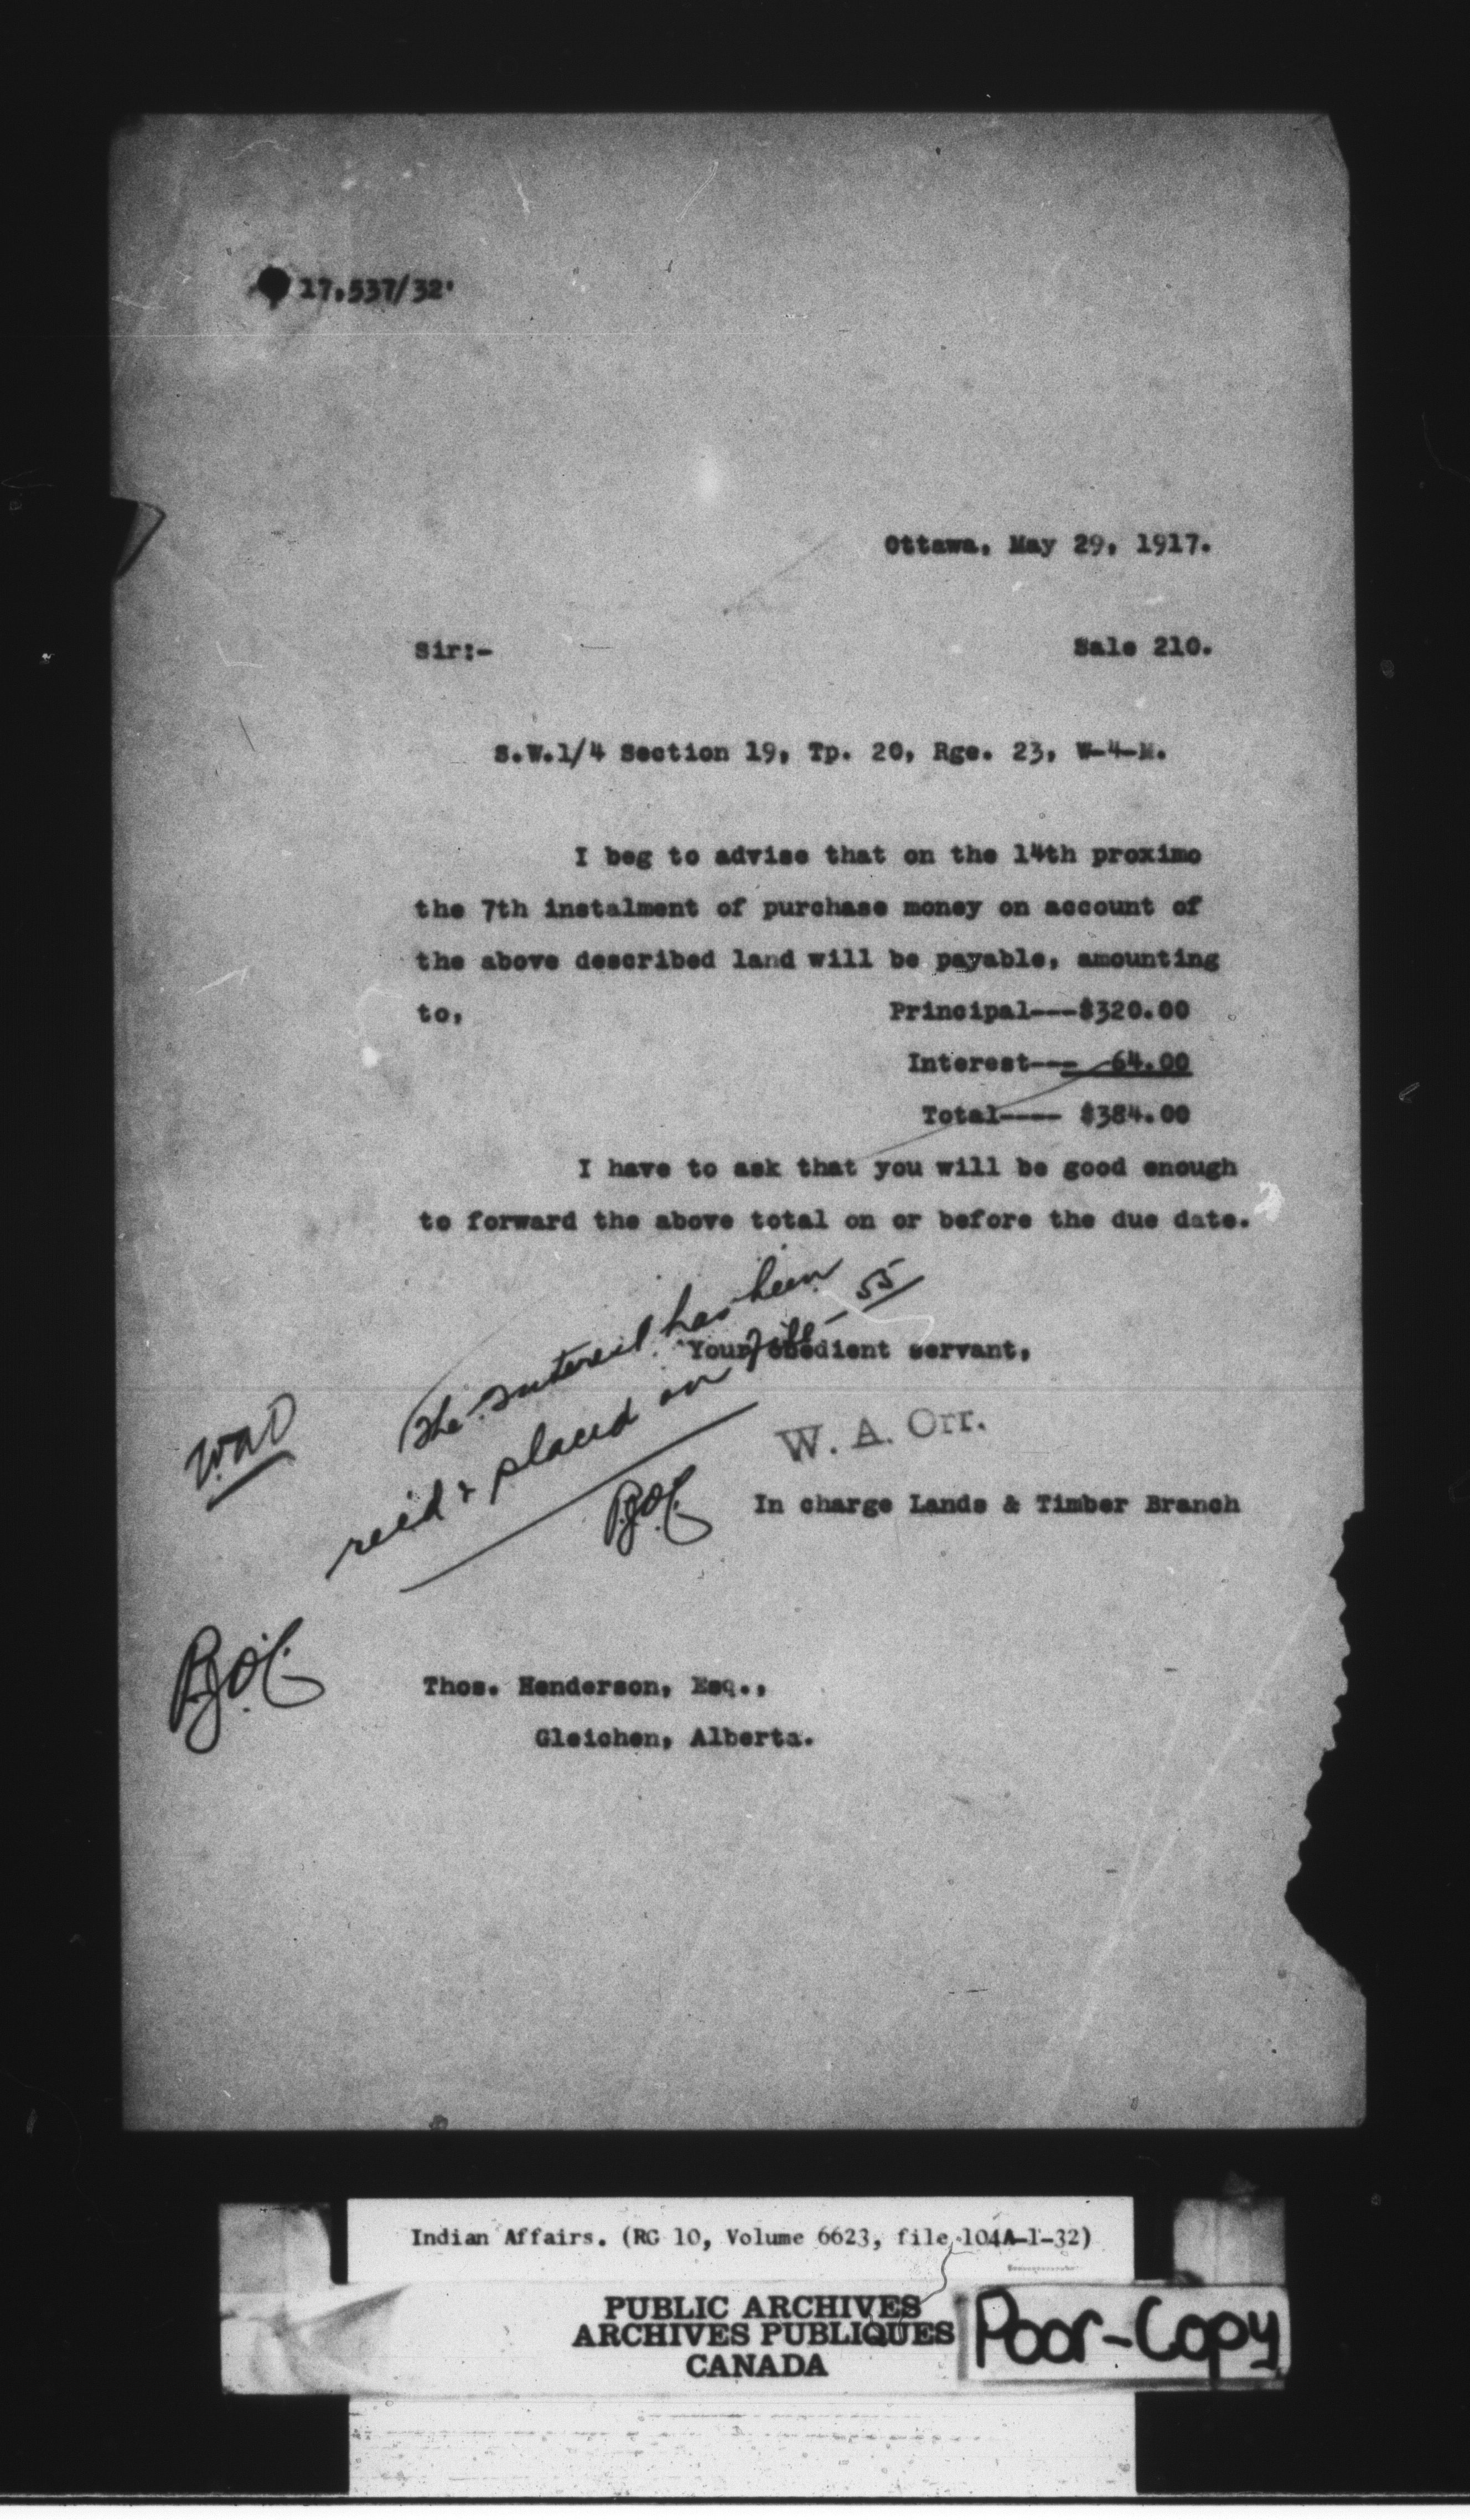 17,537/32'
Ottawa, May 29, 1917.
Sir:- Sale 210.
S.W.1/4 Section 19, Tp. 20, Rge. 23, W-4-M.
I beg to advise that on the 14th proximo
the 7th instalment of purchase money on account of
the above described land will be payable, amounting
to, Principal---$320.00
Interest--- 64.00
Total---- $384.00
I have to ask that you will be good enough
to forward the above total on or before the due date.
The interest has been
recd & placed on file - 55
Your obedient servant,
W.A.O
W. A. Orr.
In charge Lands & Timber Branch
Thos. Henderson, Esq.,
Gleichen, Alberta.
Indian Affairs. (RG 10, Volume 6623, file 104A-1-32)
PUBLIC ARCHIVES
ARCHIVES PUBLIQUES
CANADA
Poor-Copy